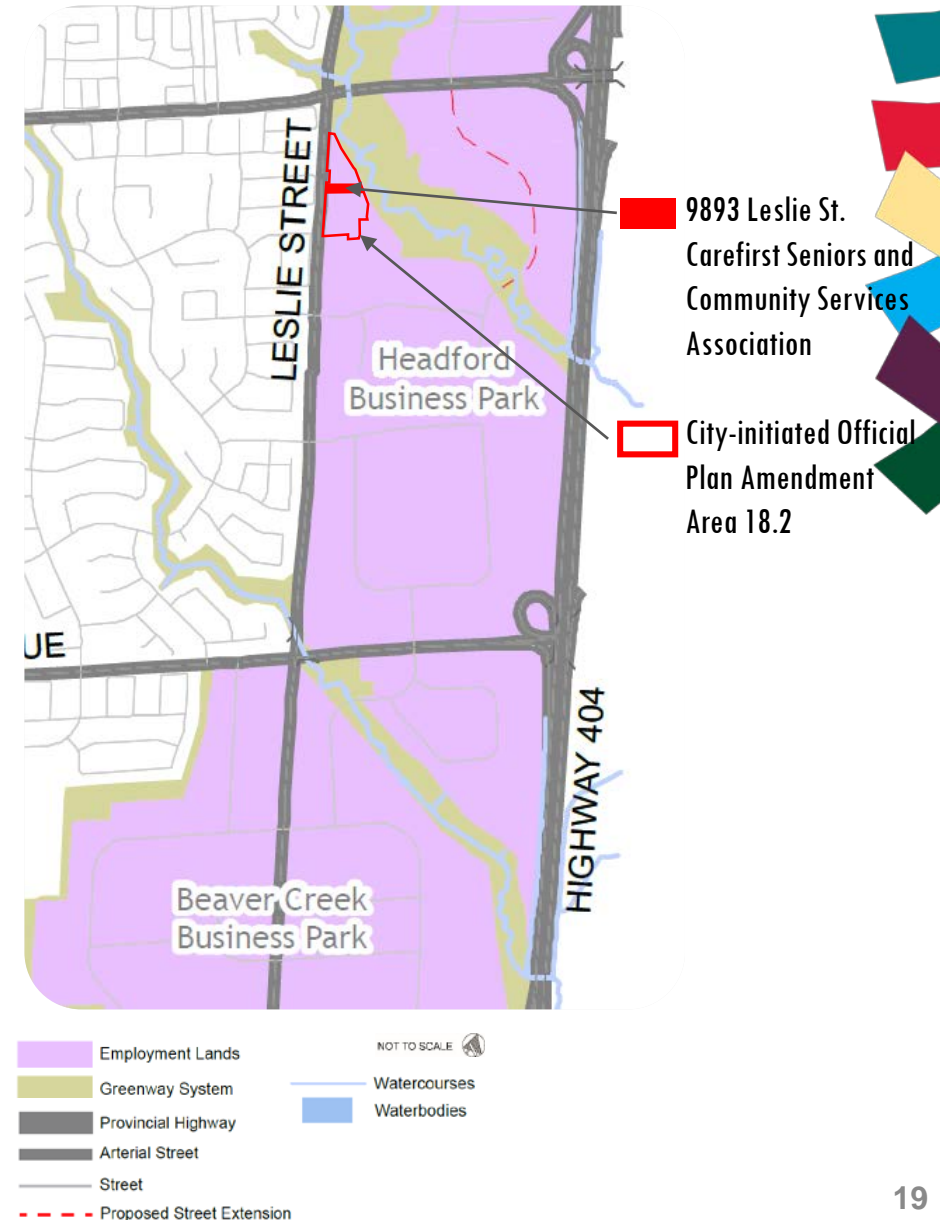 LESLIE STREET
9893 Leslie St.
Carefirst Seniors and
Community Services
Association
Headford
Business Park
City-initiated Official
Plan Amendment
Area 18.2
UE
HIGHWAY 404
Beaver Creek
Business Park
Employment Lands
Greenway System
Provincial Highway
Arterial Street
Street
Proposed Street Extension
NOT TO SCALE
Watercourses
Waterbodies
19